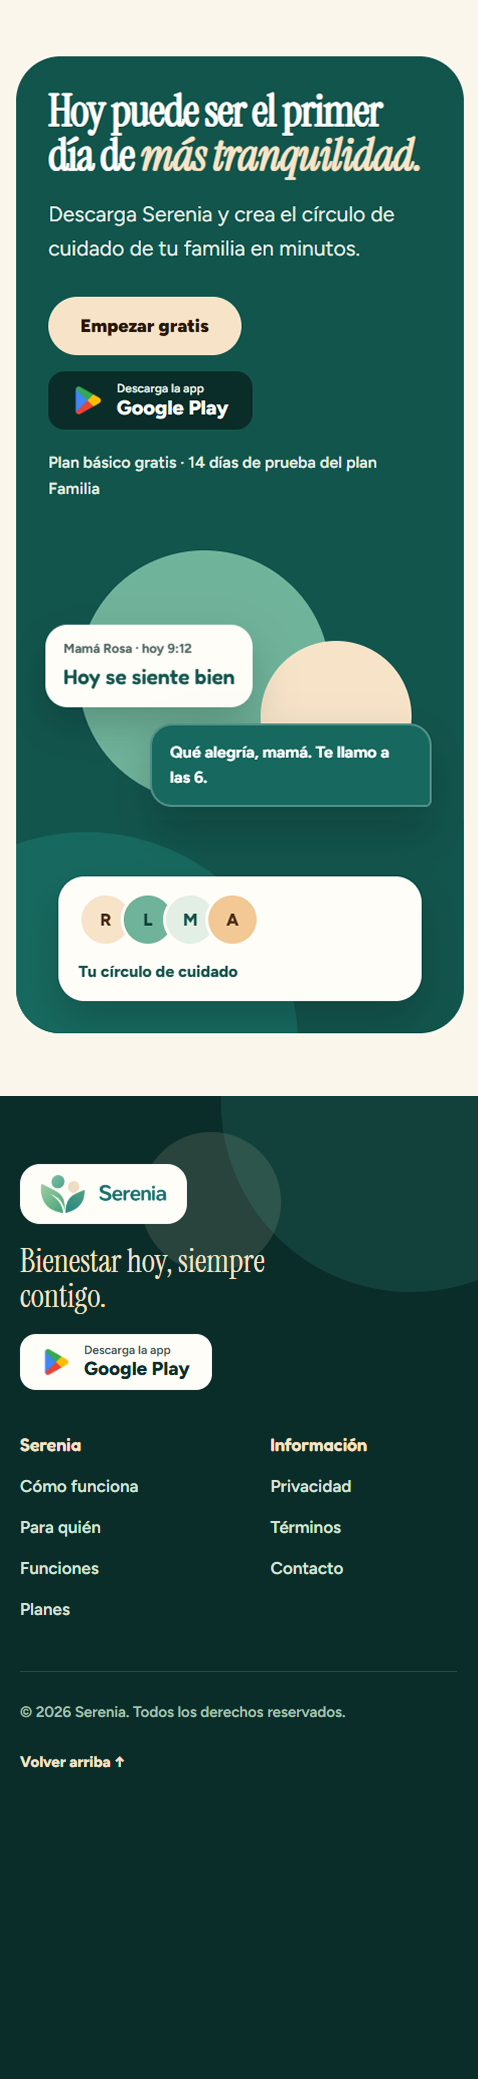 Hoy puede ser el primer
día de más tranquilidad.
Descarga Serenia y crea el círculo de
cuidado de tu familia en minutos.
Empezar gratis
Descarga la app
Google Play
Plan básico gratis · 14 días de prueba del plan
Familia
Mamá Rosa · hoy 9:12
Hoy se siente bien
Qué alegría, mamá. Te llamo a
las 6.
R L M A
Tu círculo de cuidado
Serenia
Bienestar hoy, siempre
contigo.
Descarga la app
Google Play
Serenia
Cómo funciona
Para quién
Funciones
Planes
Información
Privacidad
Términos
Contacto
© 2026 Serenia. Todos los derechos reservados.
Volver arriba ↑